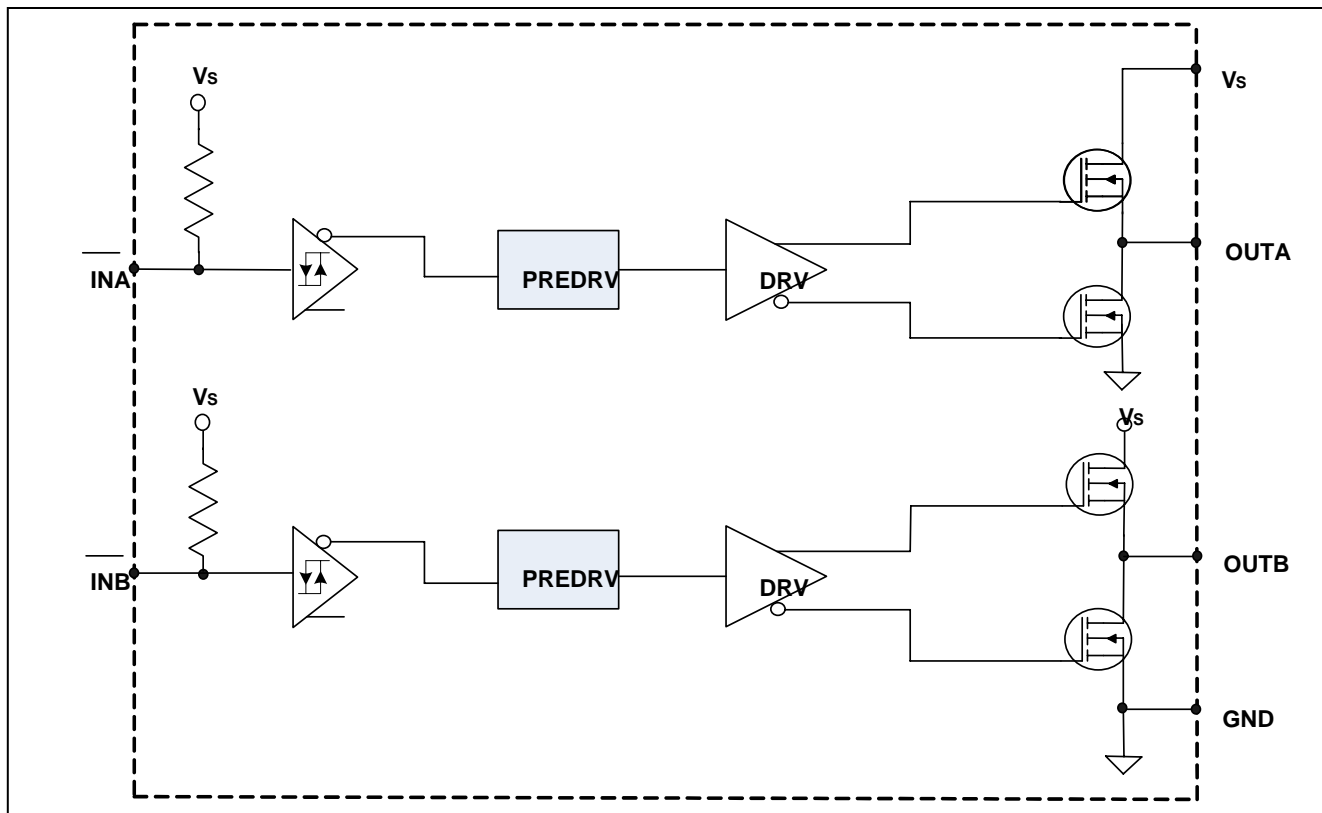 Vs
Vs
INA
OUTA
PREDRV
DRV
Vs
Vs
INB
OUTB
PREDRV
DRV
GND